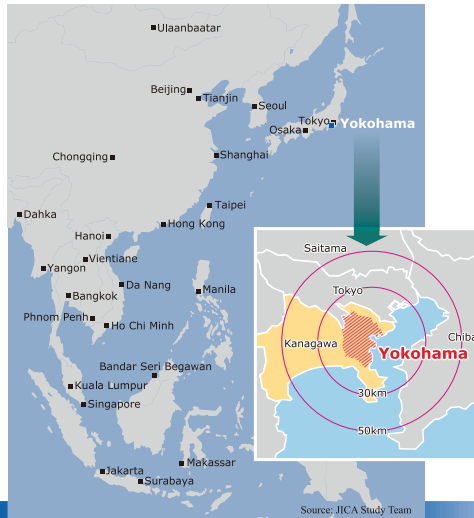 Ulaanbaatar
Beijing
Tianjin
Seoul
Tokyo
Yokohama
Osaka
Chongqing
Shanghai
Taipei
Dahka
Hong Kong
Hanoi
Vientiane
Yangon
Da Nang
Manila
Bangkok
Phnom Penh
Ho Chi Minh
Bandar Seri Begawan
Kuala Lumpur
Singapore
Makassar
Jakarta
Surabaya
Saitama
Tokyo
Chiba
Kanagawa
Yokohama
30km
50km
Source: JICA Study Team